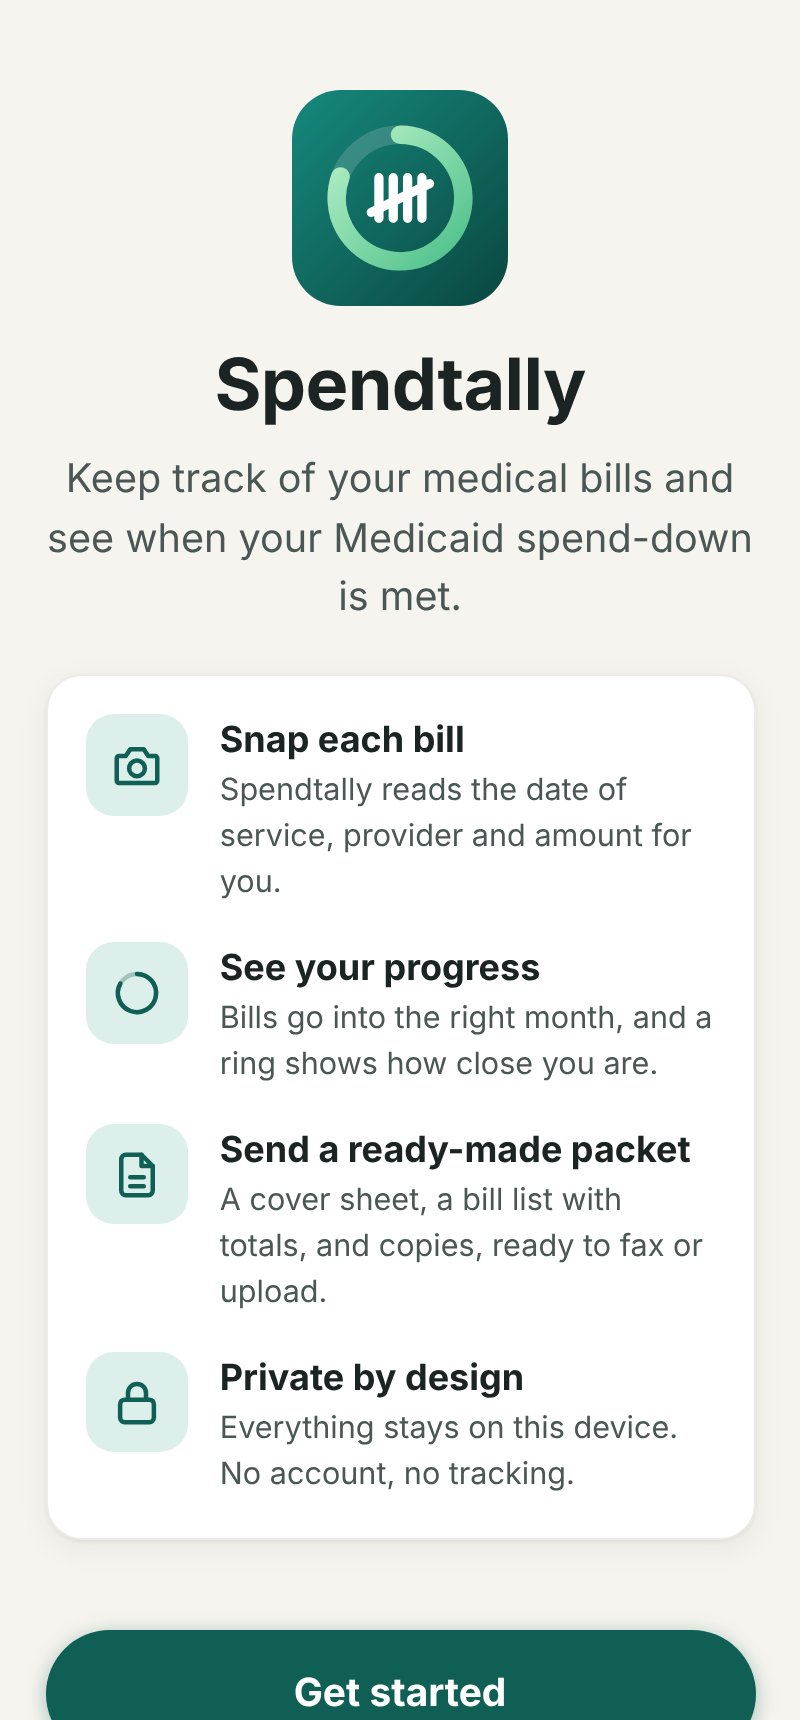 Spendtally
Keep track of your medical bills and
see when your Medicaid spend-down
is met.
Snap each bill
Spendtally reads the date of
service, provider and amount for
you.
See your progress
Bills go into the right month, and a
ring shows how close you are.
Send a ready-made packet
A cover sheet, a bill list with
totals, and copies, ready to fax or
upload.
Private by design
Everything stays on this device.
No account, no tracking.
Get started